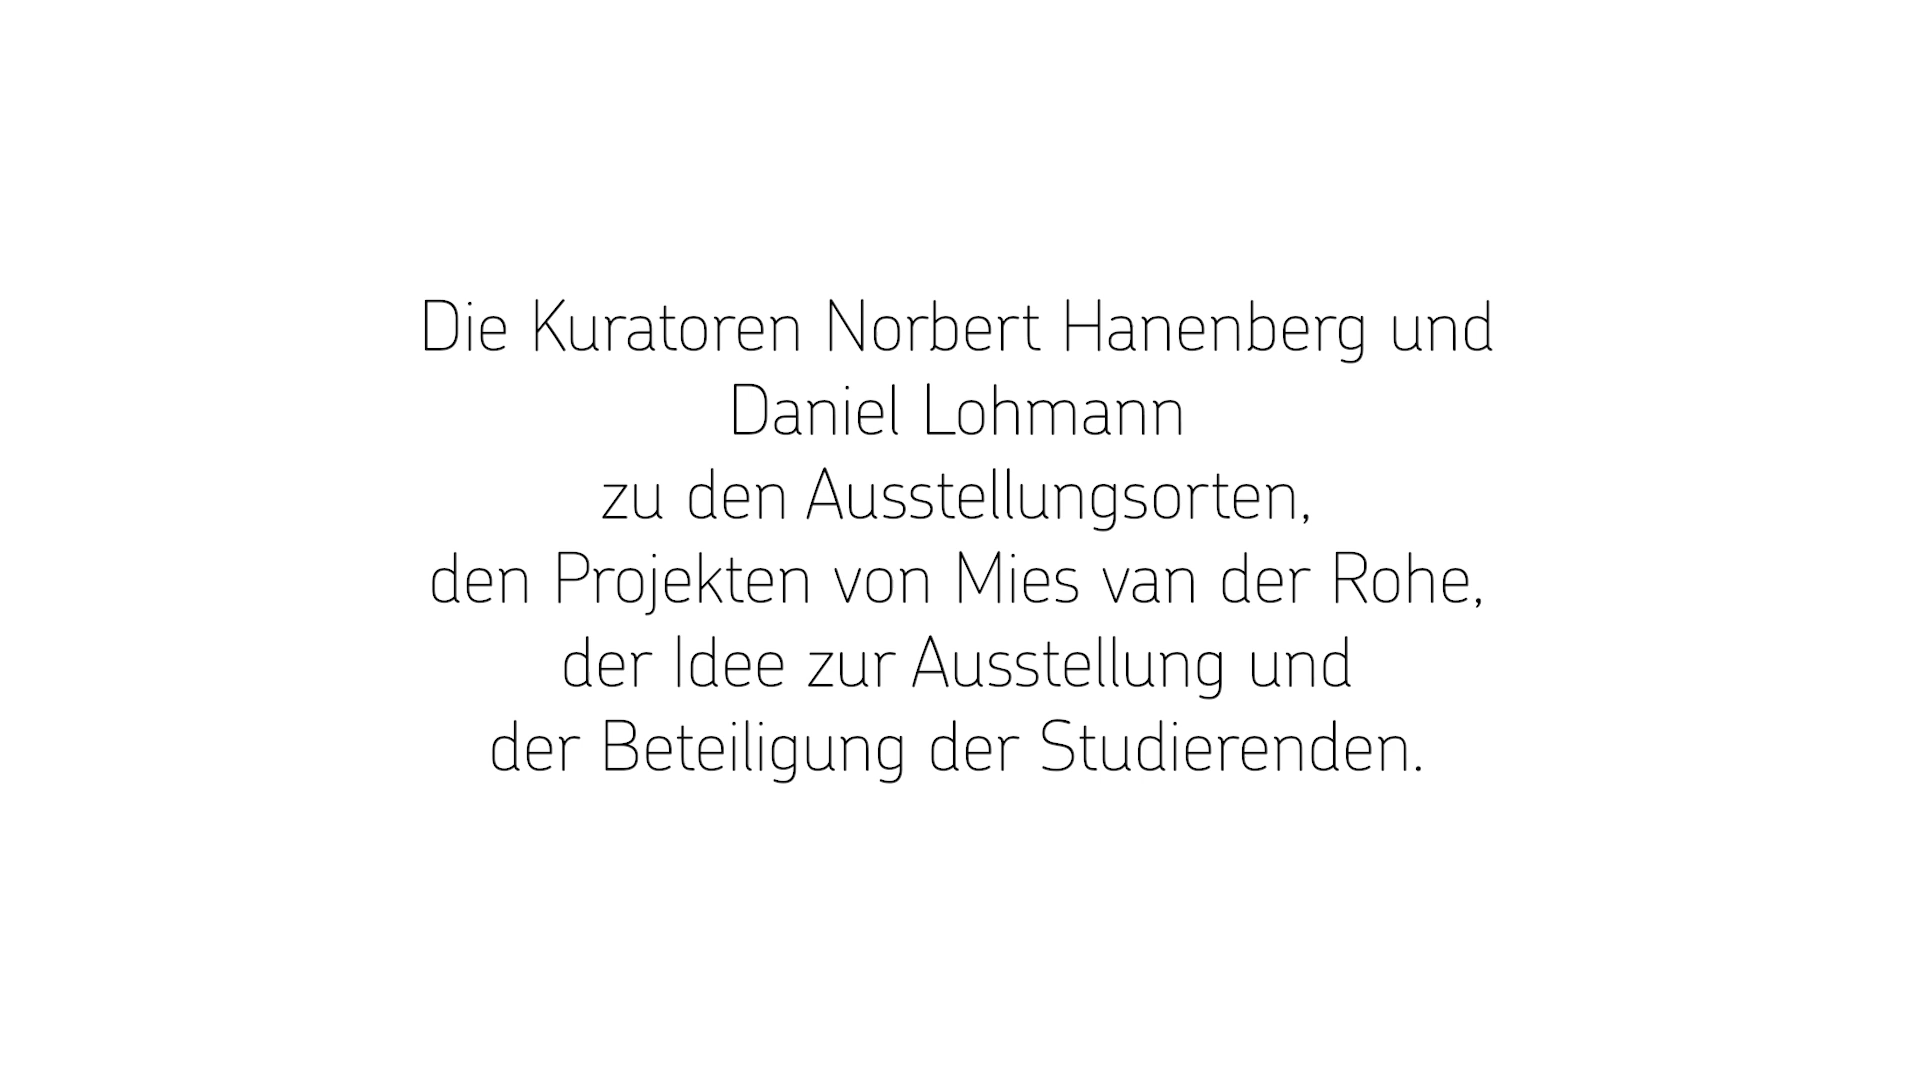 Die Kuratoren Norbert Hanenberg und
Daniel Lohmann
zu den Ausstellungsorten,
den Projekten von Mies van der Rohe,
der Idee zur Ausstellung und
der Beteiligung der Studierenden.